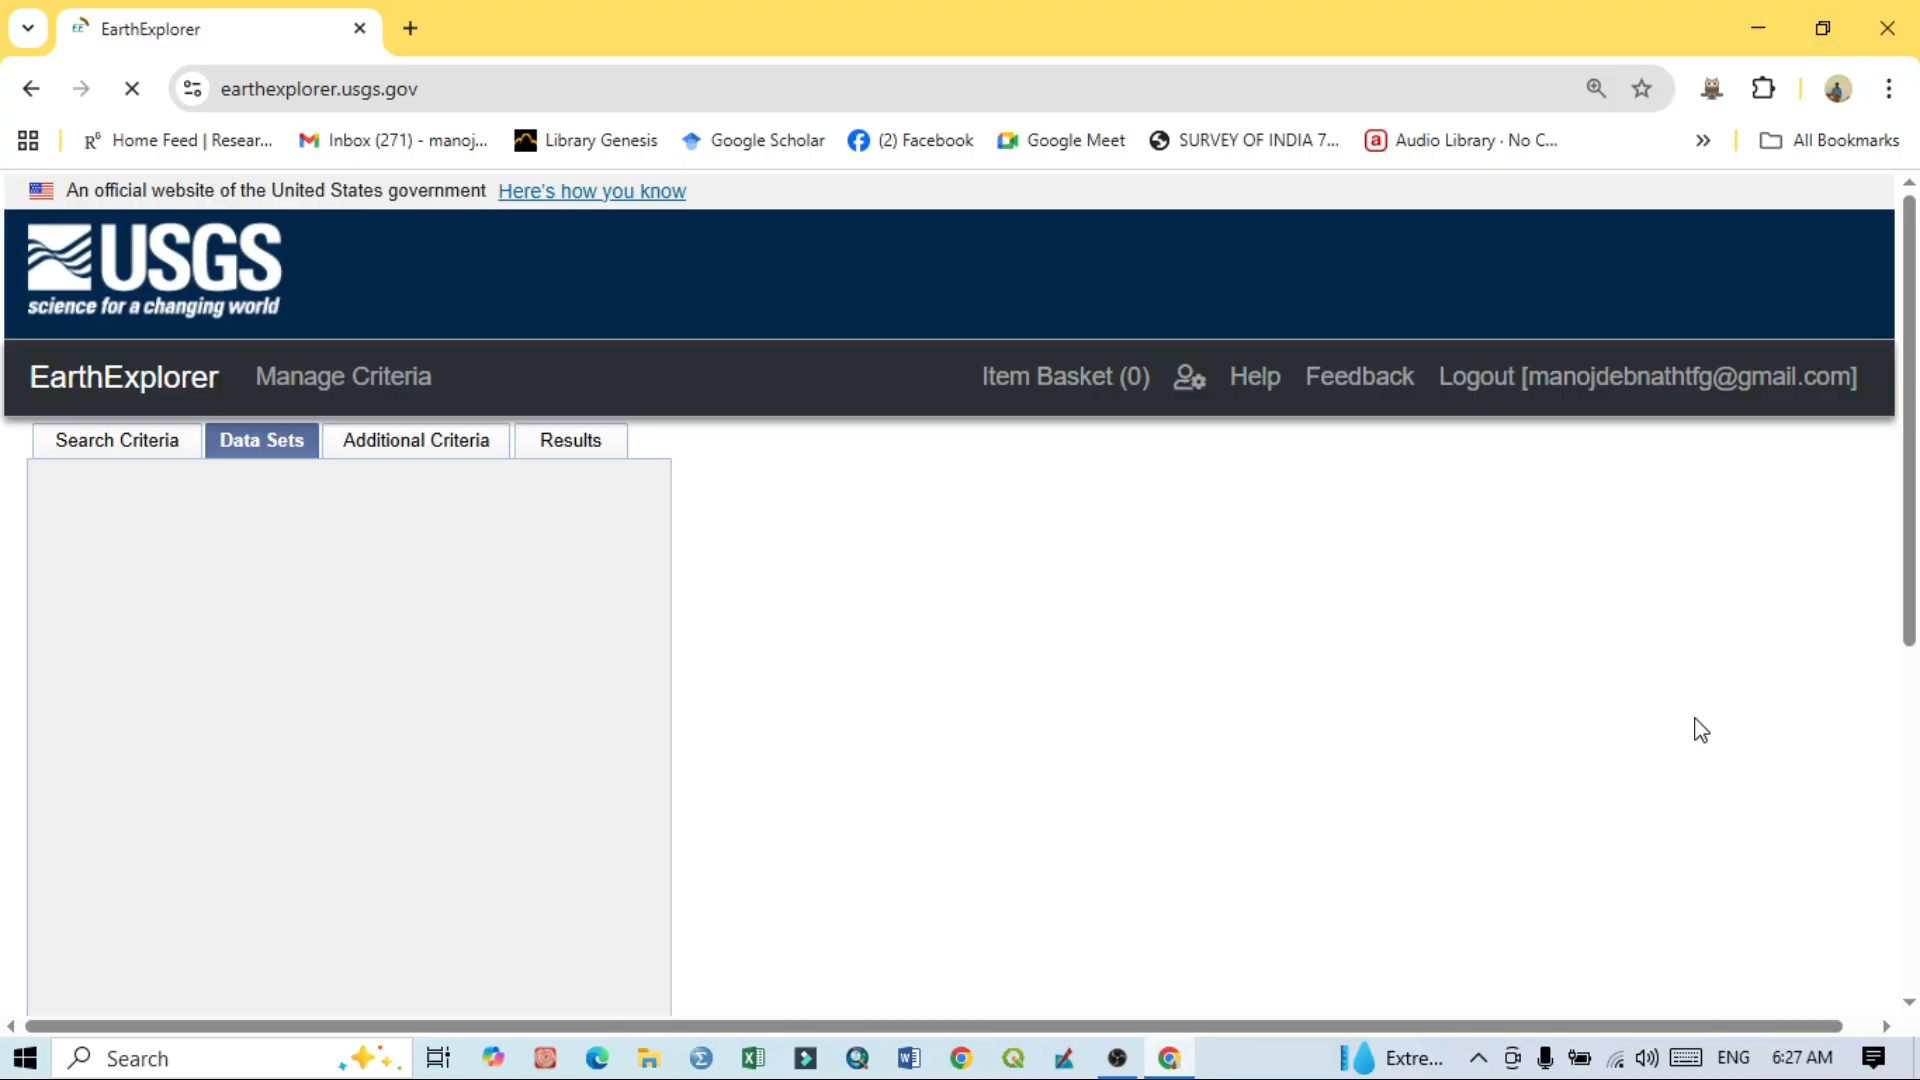 EarthExplorer
earthexplorer.usgs.gov
Home Feed | Resear... Inbox (271) - manoj... Library Genesis Google Scholar (2) Facebook Google Meet SURVEY OF INDIA 7... Audio Library · No C... » All Bookmarks
An official website of the United States government Here's how you know
USGS
science for a changing world
EarthExplorer Manage Criteria Item Basket (0) Help Feedback Logout [manojdebnathtfg@gmail.com]
Search Criteria Data Sets Additional Criteria Results
Search Extre... ENG 6:27 AM